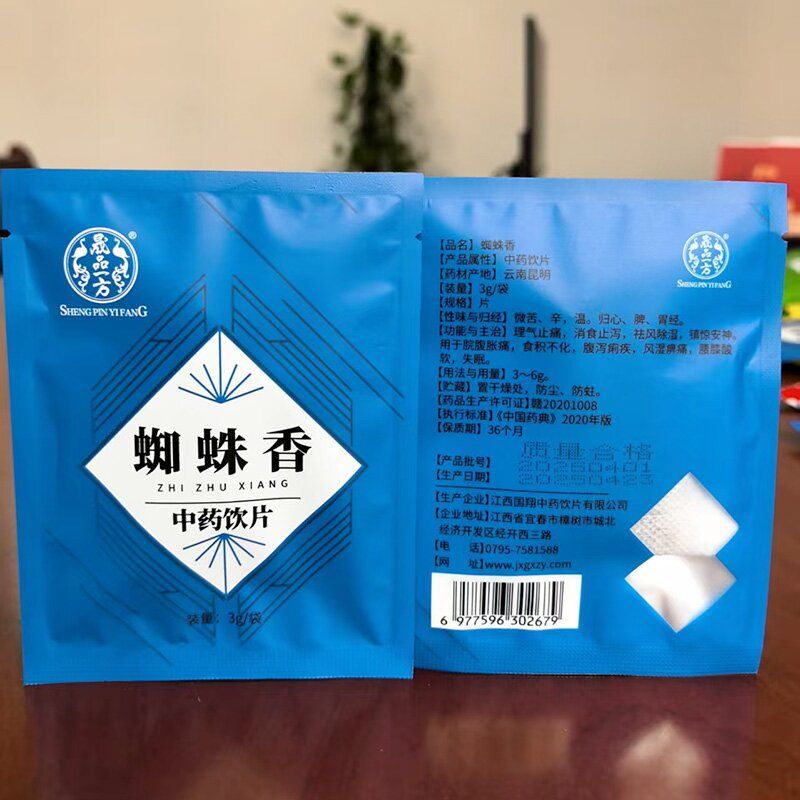 晟品一方
®
SHENG PIN YI FANG
蜘蛛香
ZHI ZHU XIANG
中药饮片
装量：3g/袋
晟品一方
®
SHENG PIN YI FANG
【品名】蜘蛛香
【产品属性】中药饮片
【药材产地】云南昆明
【装量】3g/袋
【规格】片
【性味与归经】微苦、辛，温。归心、脾、胃经。
【功能与主治】理气止痛，消食止泻，祛风除湿，镇惊安神。
用于脘腹胀痛，食积不化，腹泻痢疾，风湿痹痛，腰膝酸
软，失眠。
【用法与用量】3～6g。
【贮藏】置干燥处，防尘、防蛀。
【药品生产许可证】赣20201008
【执行标准】《中国药典》2020年版
【保质期】36个月
质量合格
【产品批号】20250401
【生产日期】20250423
【生产企业】江西国翔中药饮片有限公司
【企业地址】江西省宜春市樟树市城北
经济开发区经开西三路
【电 话】0795-7581588
【网 址】www.jxgxzy.com
6 977596 302679